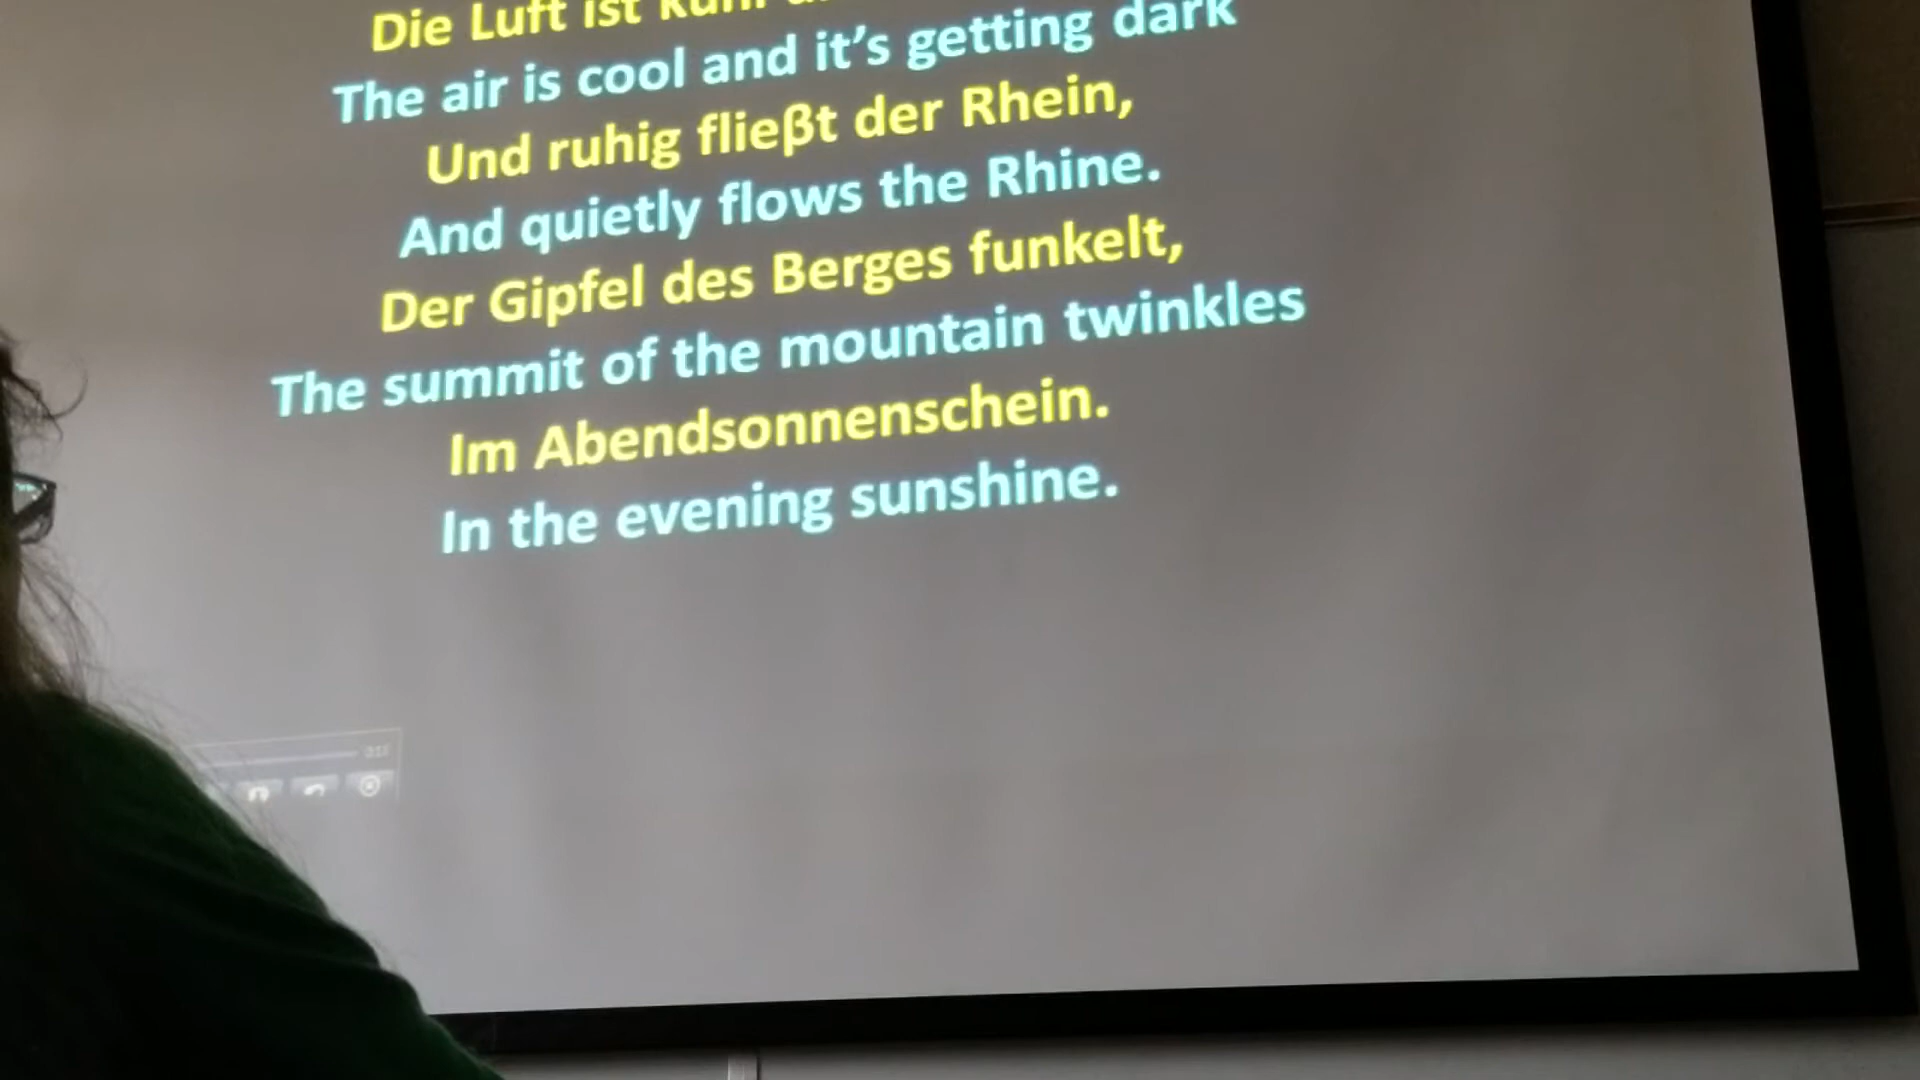 Die Luft ist kühl
The air is cool and it's getting dark
Und ruhig flieβt der Rhein,
And quietly flows the Rhine.
Der Gipfel des Berges funkelt,
The summit of the mountain twinkles
Im Abendsonnenschein.
In the evening sunshine.